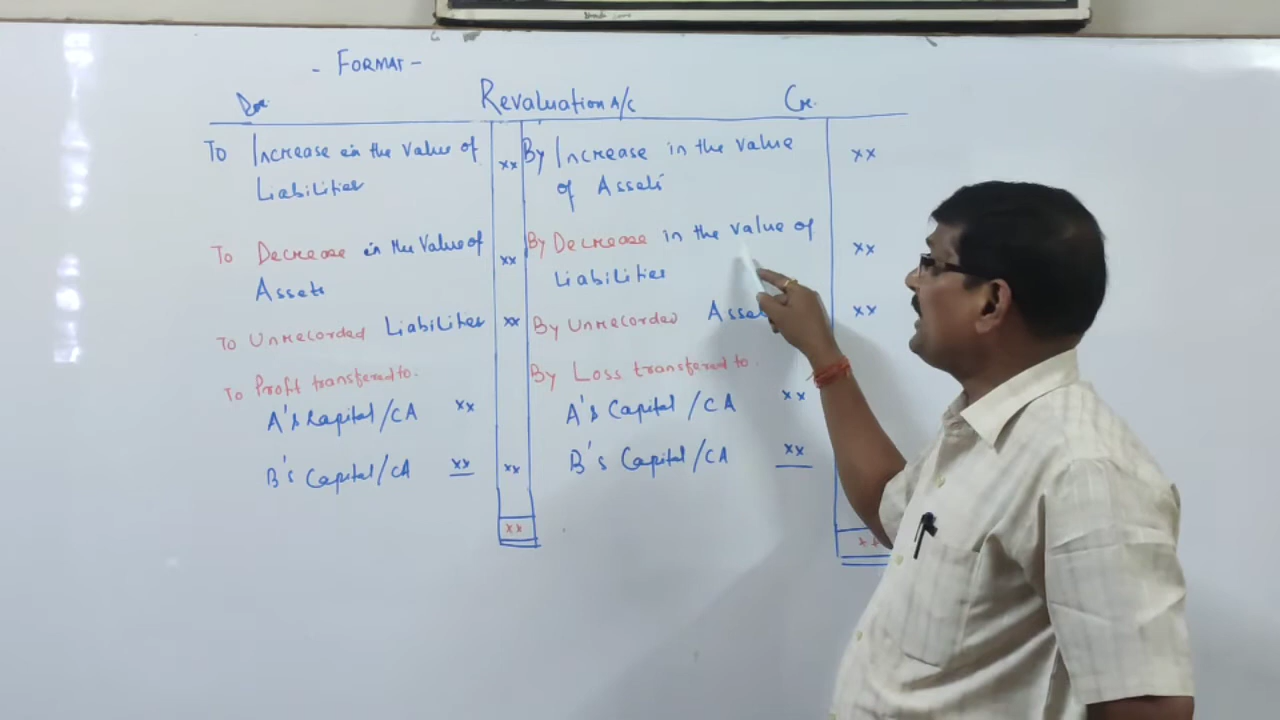 - FORMAT -
Dr. Revaluation A/c Cr.
To Increase in the value of
Liabilities
xx
To Decrease in the value of
Assets
xx
To Unrecorded Liabilities xx
To Profit transferred to.
A's Capital/CA xx
B's Capital/CA xx xx
xx
By Increase in the value
of Assets
xx
By Decrease in the value of
Liabilities
xx
By Unrecorded Asse
xx
By Loss transferred to.
A's Capital/CA xx
B's Capital/CA xx